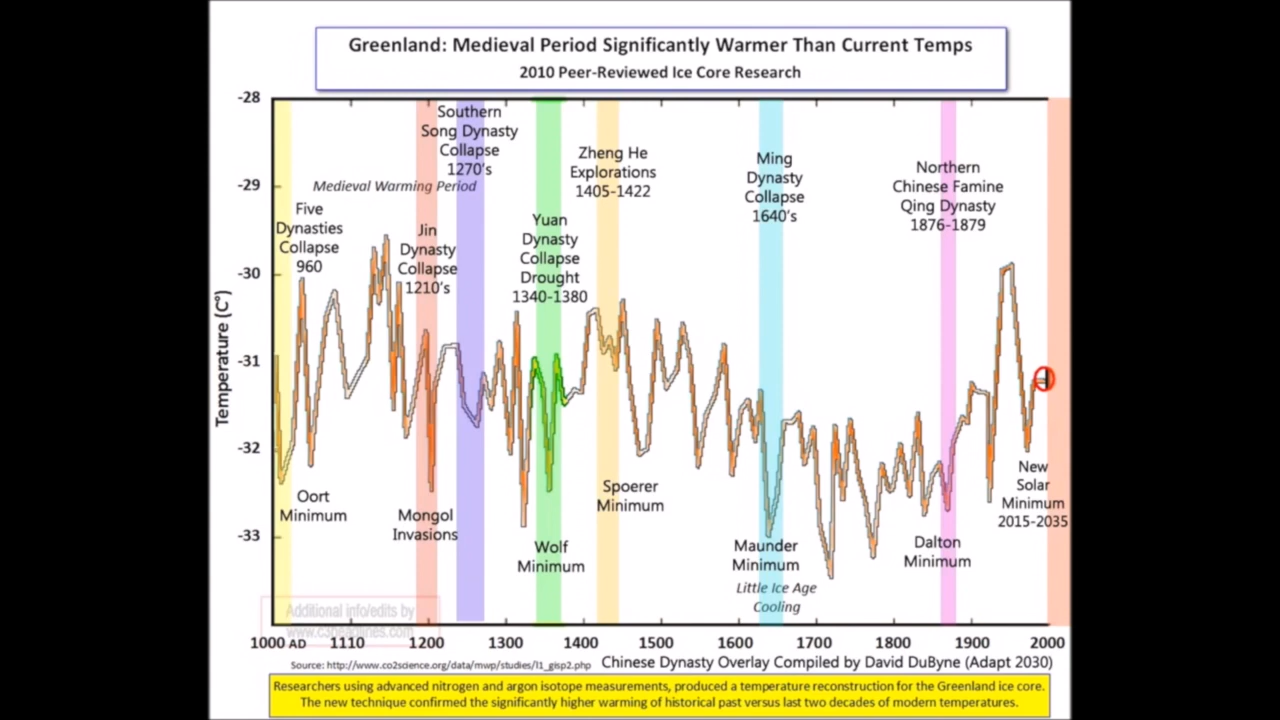 Greenland: Medieval Period Significantly Warmer Than Current Temps
2010 Peer-Reviewed Ice Core Research
-28
-29
-30
-31
-32
-33
Temperature (C°)
Southern
Song Dynasty
Collapse
1270's
Medieval Warming Period
Five
Dynasties
Collapse
960
Jin
Dynasty
Collapse
1210's
Yuan
Dynasty
Collapse
Drought
1340-1380
Zheng He
Explorations
1405-1422
Ming
Dynasty
Collapse
1640's
Northern
Chinese Famine
Qing Dynasty
1876-1879
Oort
Minimum
Mongol
Invasions
Wolf
Minimum
Spoerer
Minimum
Maunder
Minimum
Little Ice Age
Cooling
Dalton
Minimum
New
Solar
Minimum
2015-2035
Additional info/edits by
www.c3headlines.com
1000 AD 1110 1200 1300 1400 1500 1600 1700 1800 1900 2000
Source: http://www.co2science.org/data/mwp/studies/l1_gisp2.php
Chinese Dynasty Overlay Compiled by David DuByne (Adapt 2030)
Researchers using advanced nitrogen and argon isotope measurements, produced a temperature reconstruction for the Greenland ice core.
The new technique confirmed the significantly higher warming of historical past versus last two decades of modern temperatures.